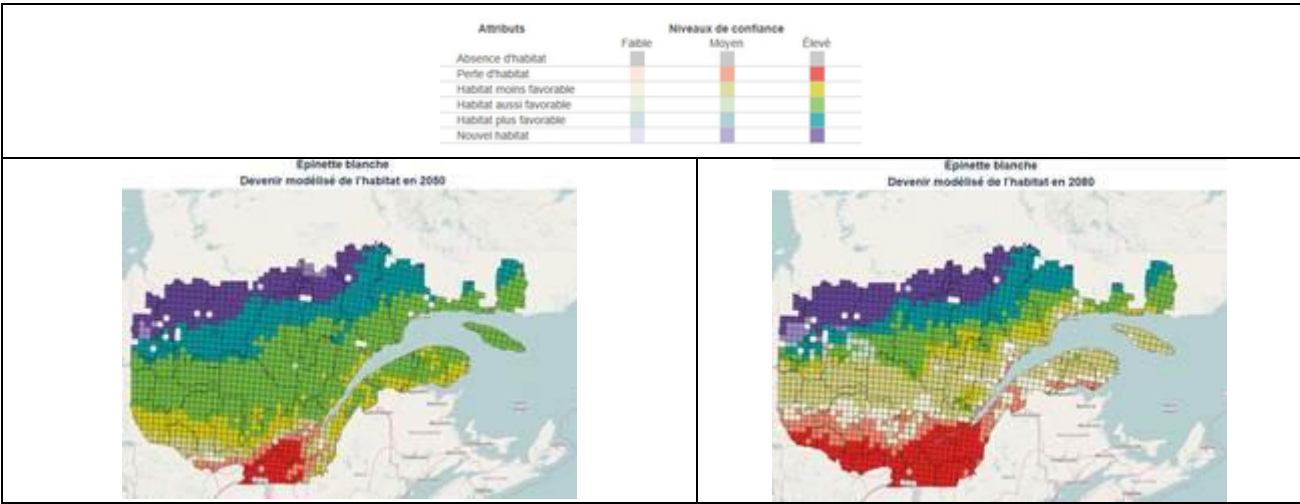 Attributs Niveaux de confiance
Faible Moyen Élevé
Absence d'habitat
Perte d'habitat
Habitat moins favorable
Habitat aussi favorable
Habitat plus favorable
Nouvel habitat
Épinette blanche
Devenir modélisé de l'habitat en 2050
Épinette blanche
Devenir modélisé de l'habitat en 2080